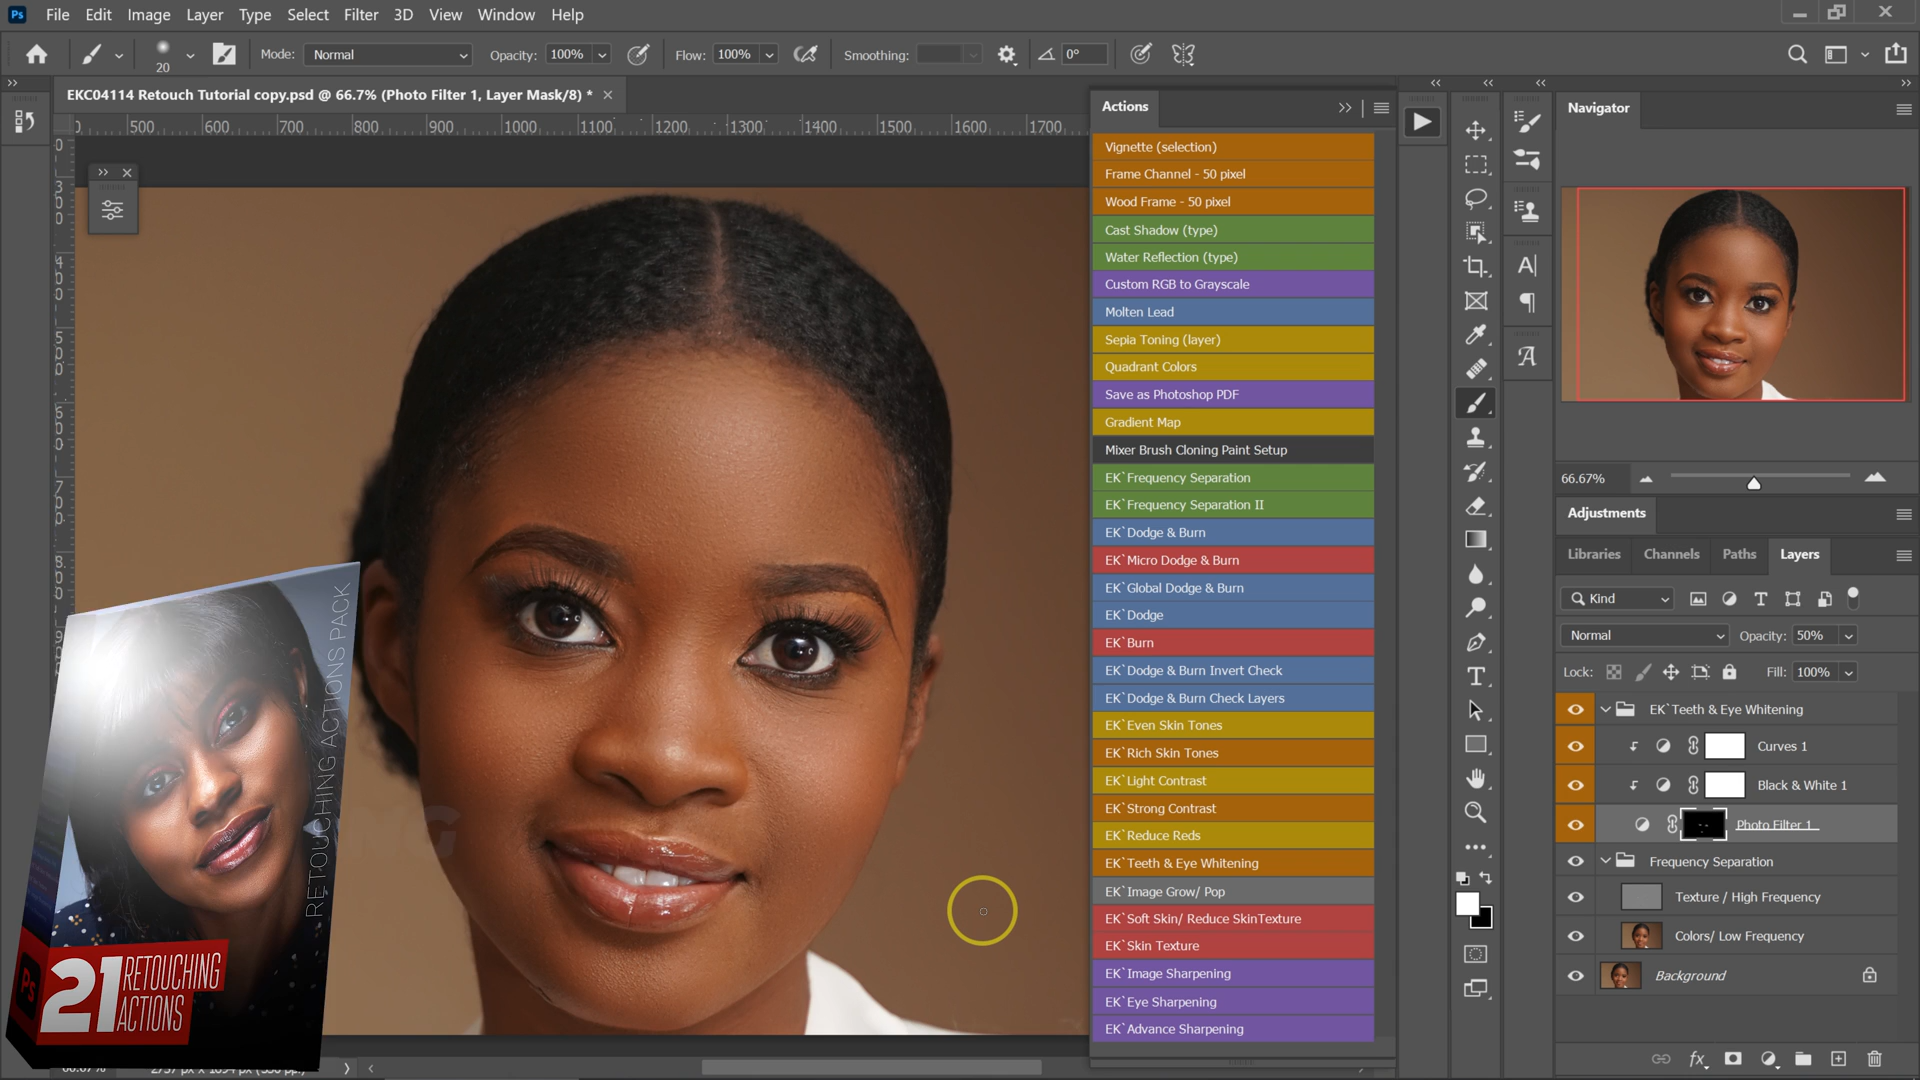 Ps File Edit Image Layer Type Select Filter 3D View Window Help
20 Mode: Normal Opacity: 100% Flow: 100% Smoothing: 0°
EKC04114 Retouch Tutorial copy.psd @ 66.7% (Photo Filter 1, Layer Mask/8) *
500 600 700 800 900 1000 1100 1200 1300 1400 1500 1600 1700
Actions
Vignette (selection)
Frame Channel - 50 pixel
Wood Frame - 50 pixel
Cast Shadow (type)
Water Reflection (type)
Custom RGB to Grayscale
Molten Lead
Sepia Toning (layer)
Quadrant Colors
Save as Photoshop PDF
Gradient Map
Mixer Brush Cloning Paint Setup
EK`Frequency Separation
EK`Frequency Separation II
EK`Dodge & Burn
EK`Micro Dodge & Burn
EK`Global Dodge & Burn
EK`Dodge
EK`Burn
EK`Dodge & Burn Invert Check
EK`Dodge & Burn Check Layers
EK`Even Skin Tones
EK`Rich Skin Tones
EK`Light Contrast
EK`Strong Contrast
EK`Reduce Reds
EK`Teeth & Eye Whitening
EK`Image Grow/ Pop
EK`Soft Skin/ Reduce SkinTexture
EK`Skin Texture
EK`Image Sharpening
EK`Eye Sharpening
EK`Advance Sharpening
Navigator
66.67%
Adjustments
Libraries Channels Paths Layers
Kind
Normal Opacity: 50%
Lock: Fill: 100%
EK`Teeth & Eye Whitening
Curves 1
Black & White 1
Photo Filter 1
Frequency Separation
Texture / High Frequency
Colors/ Low Frequency
Background
RETOUCHING ACTIONS PACK
Ps
21 RETOUCHING
ACTIONS